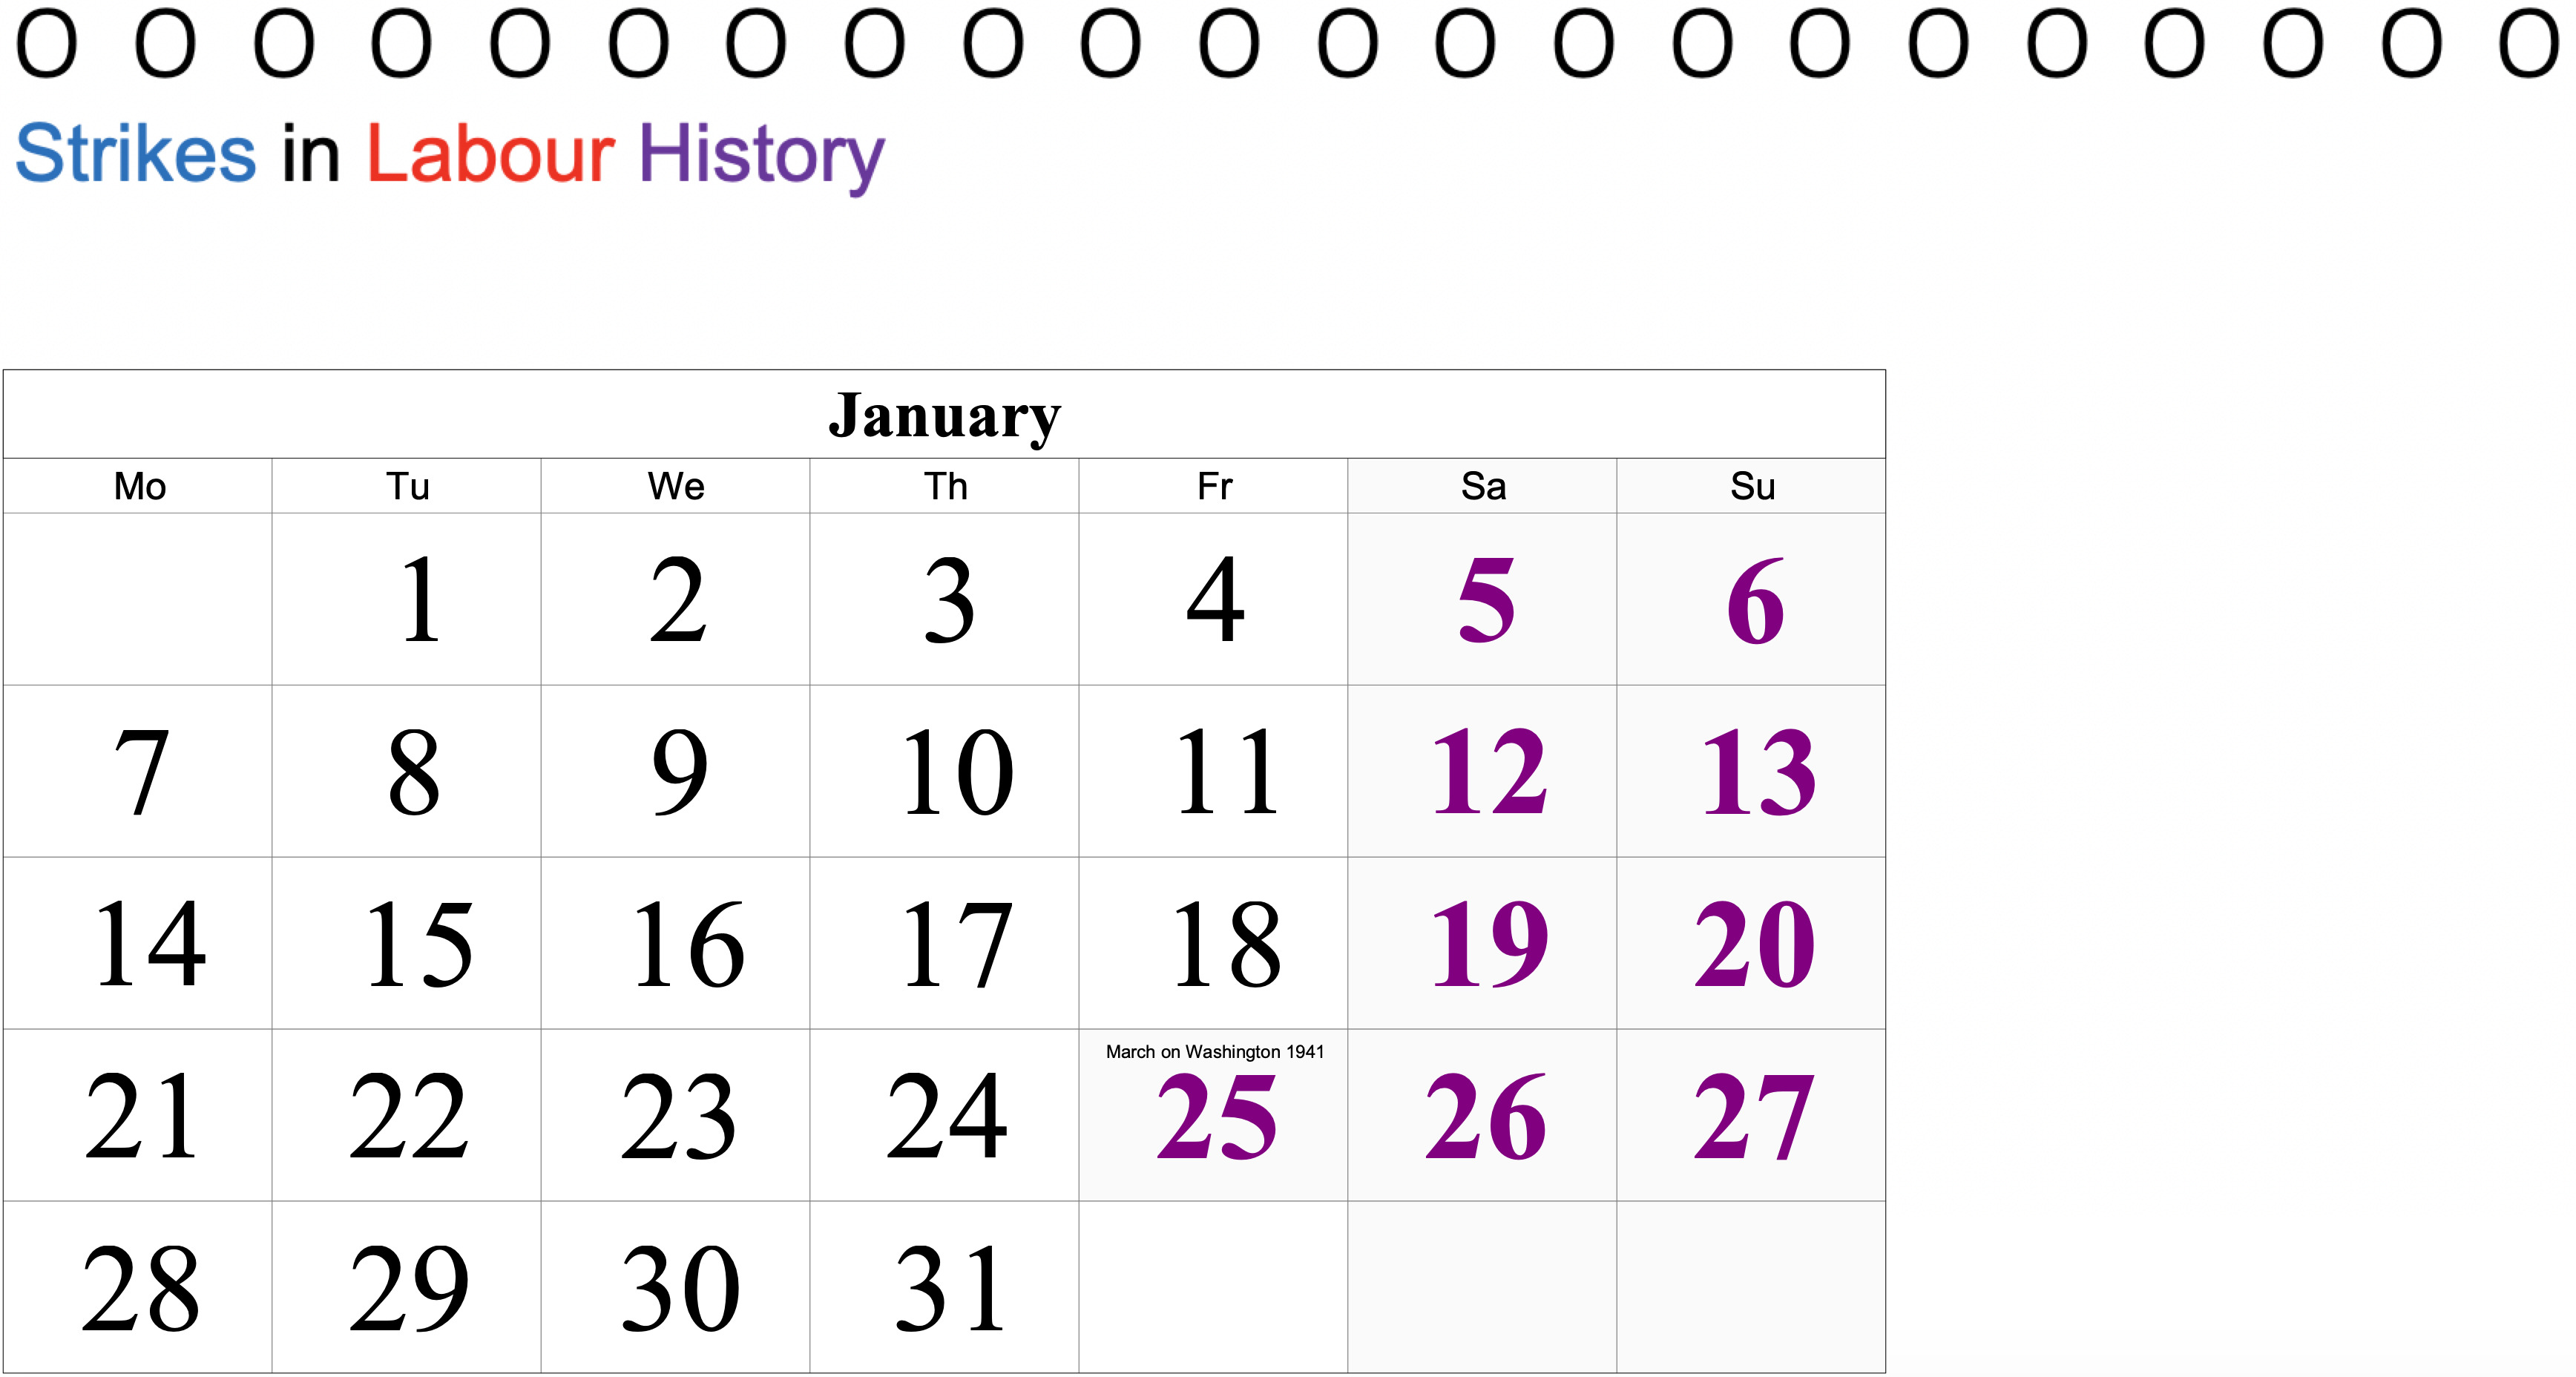 O O O O O O O O O O O O O O O O O O O O O O
Strikes in Labour History
January
Mo Tu We Th Fr Sa Su
1 2 3 4 5 6
7 8 9 10 11 12 13
14 15 16 17 18 19 20
March on Washington 1941
21 22 23 24 25 26 27
28 29 30 31